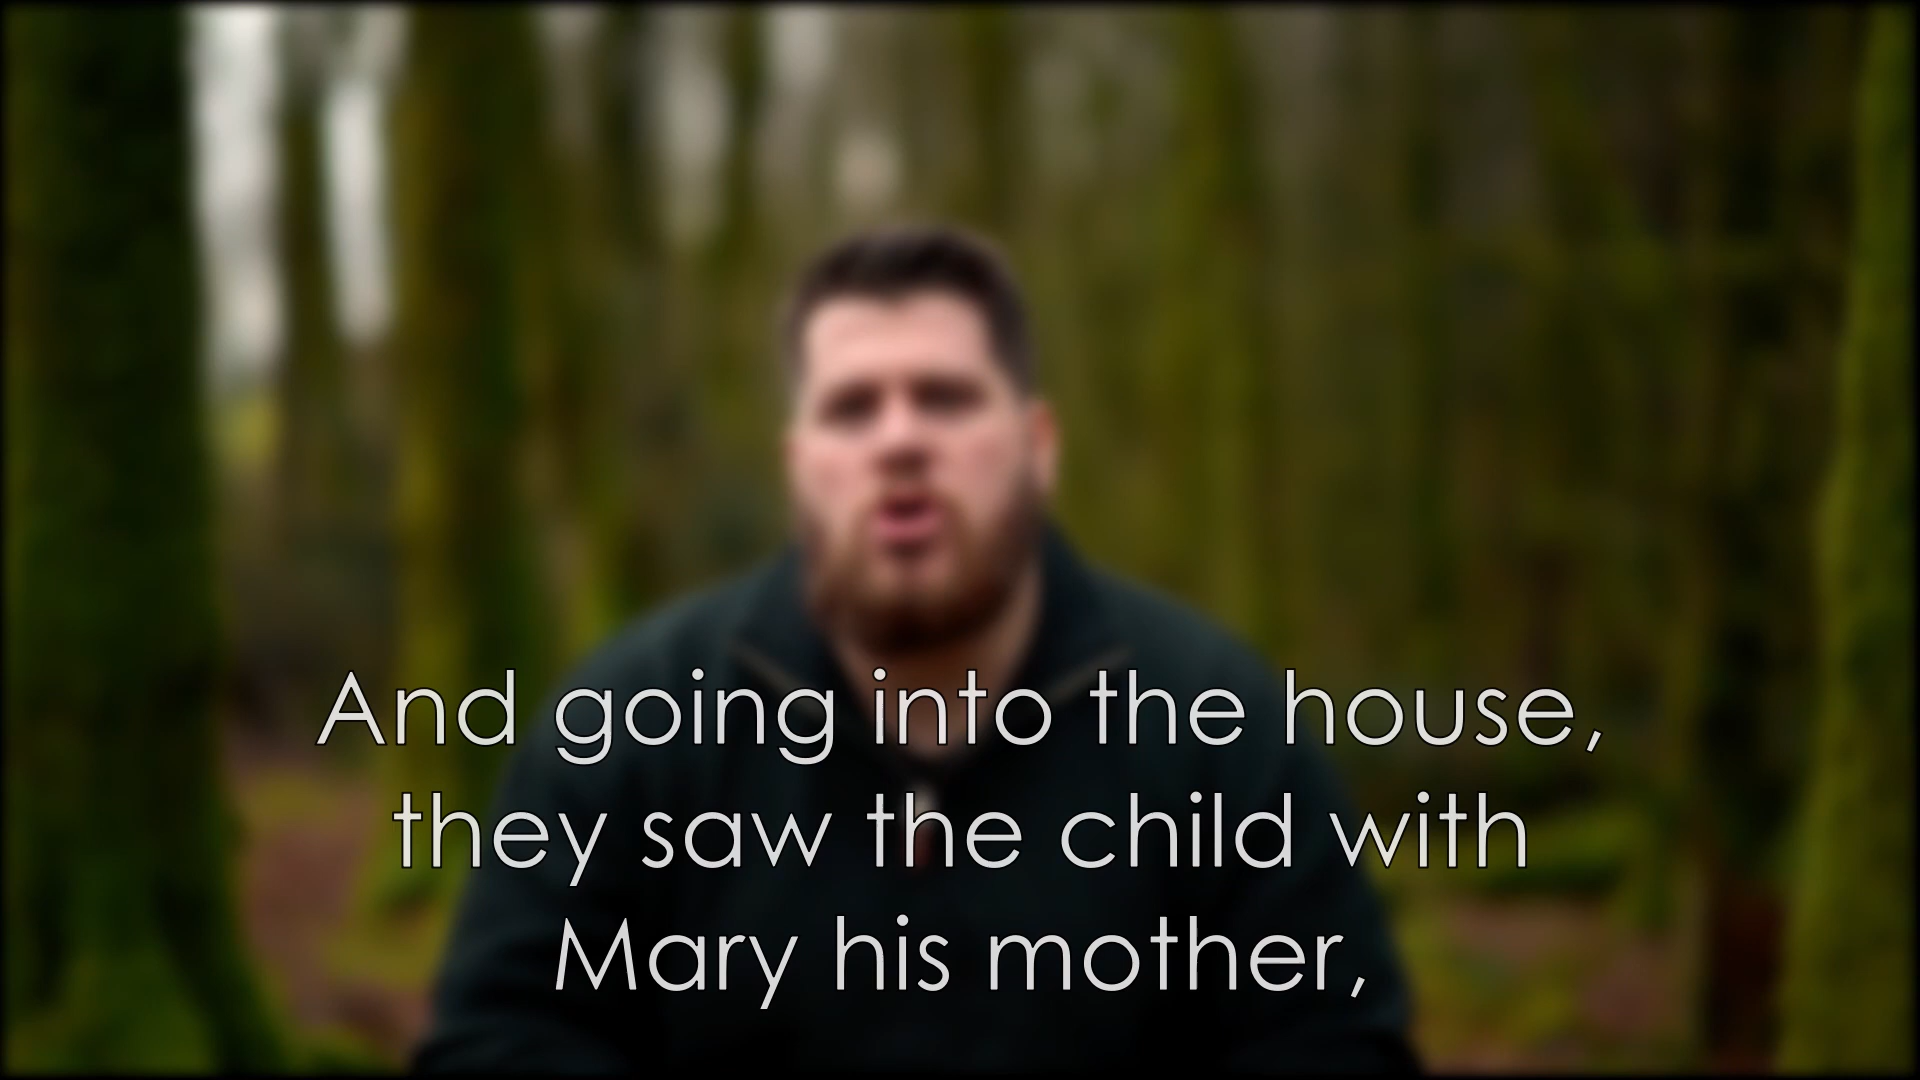 And going into the house,
they saw the child with
Mary his mother,